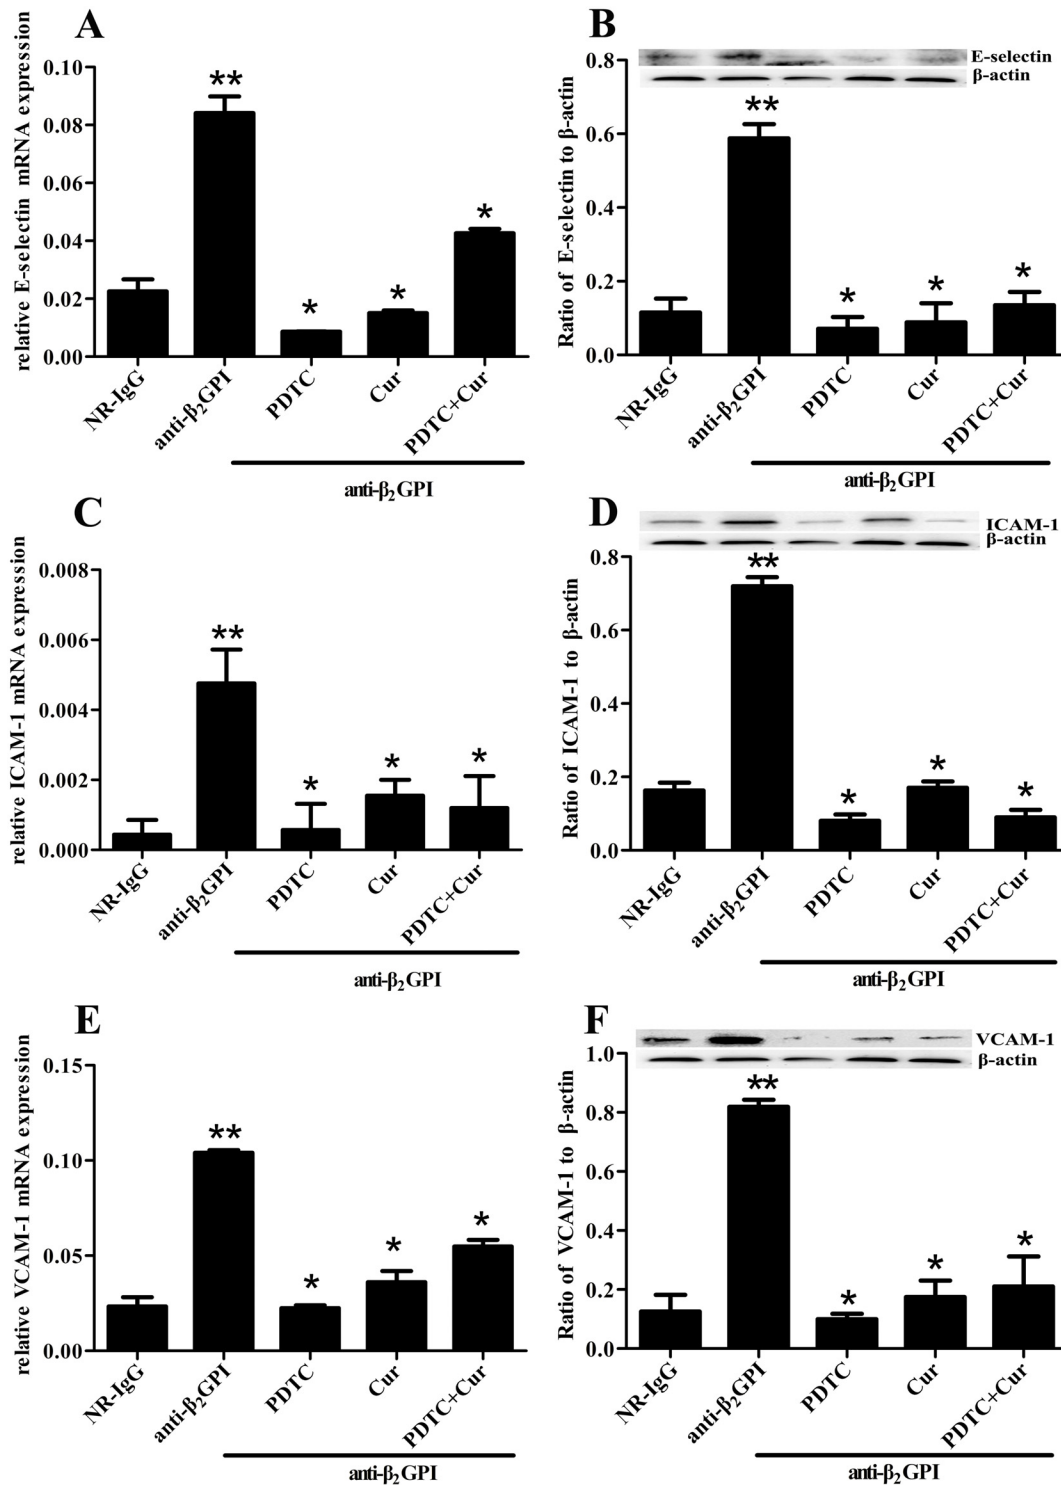 A
relative E-selectin mRNA expression
0.10
0.08
0.06
0.04
0.02
0.00
**
*
*
*
NR-IgG
anti-β₂GPI
PDTC
Cur
PDTC+Cur
anti-β₂GPI
B
E-selectin
β-actin
Ratio of E-selectin to β-actin
0.8
0.6
0.4
0.2
0.0
**
*
*
*
NR-IgG
anti-β₂GPI
PDTC
Cur
PDTC+Cur
anti-β₂GPI
C
relative ICAM-1 mRNA expression
0.008
0.006
0.004
0.002
0.000
**
*
*
*
NR-IgG
anti-β₂GPI
PDTC
Cur
PDTC+Cur
anti-β₂GPI
D
ICAM-1
β-actin
Ratio of ICAM-1 to β-actin
0.8
0.6
0.4
0.2
0.0
**
*
*
*
NR-IgG
anti-β₂GPI
PDTC
Cur
PDTC+Cur
anti-β₂GPI
E
relative VCAM-1 mRNA expression
0.15
0.10
0.05
0.00
**
*
*
*
NR-IgG
anti-β₂GPI
PDTC
Cur
PDTC+Cur
anti-β₂GPI
F
VCAM-1
β-actin
Ratio of VCAM-1 to β-actin
1.0
0.8
0.6
0.4
0.2
0.0
**
*
*
*
NR-IgG
anti-β₂GPI
PDTC
Cur
PDTC+Cur
anti-β₂GPI